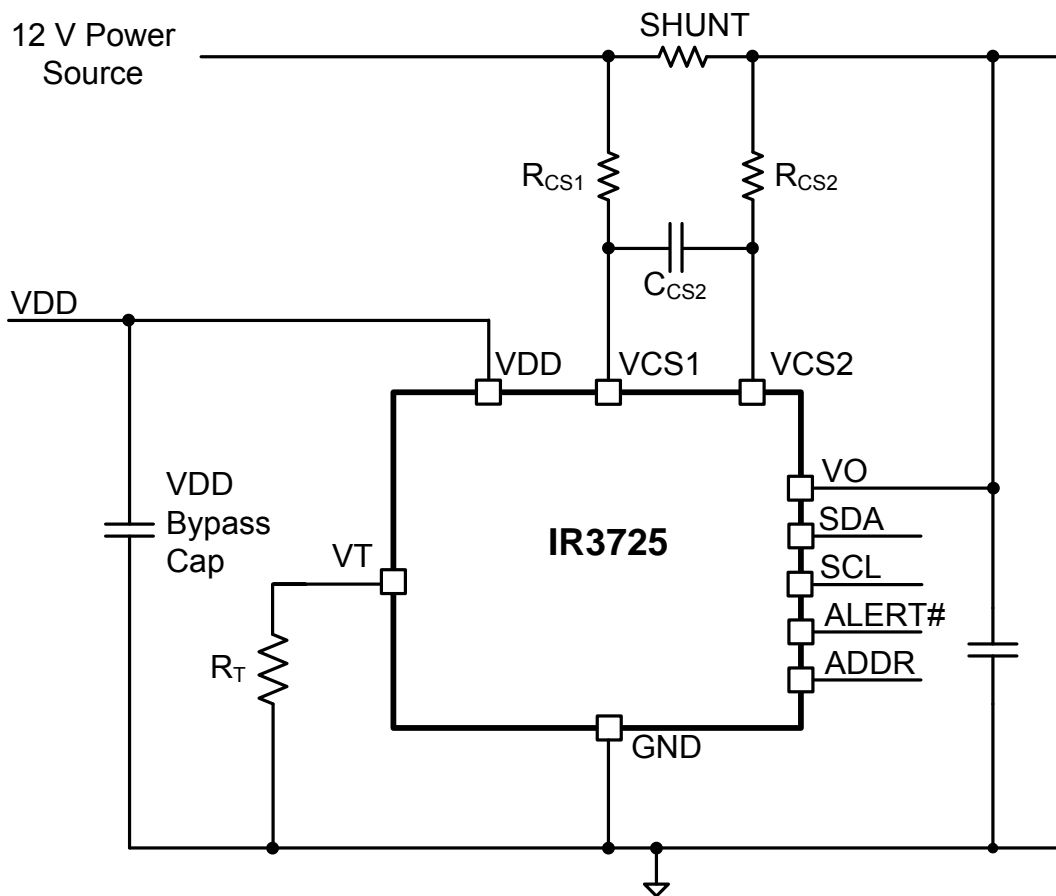 SHUNT
12 V Power
Source
RCS1
RCS2
CCS2
VDD
VDD
VCS1
VCS2
VDD
Bypass
Cap
VO
SDA
IR3725
VT
SCL
ALERT#
RT
ADDR
GND